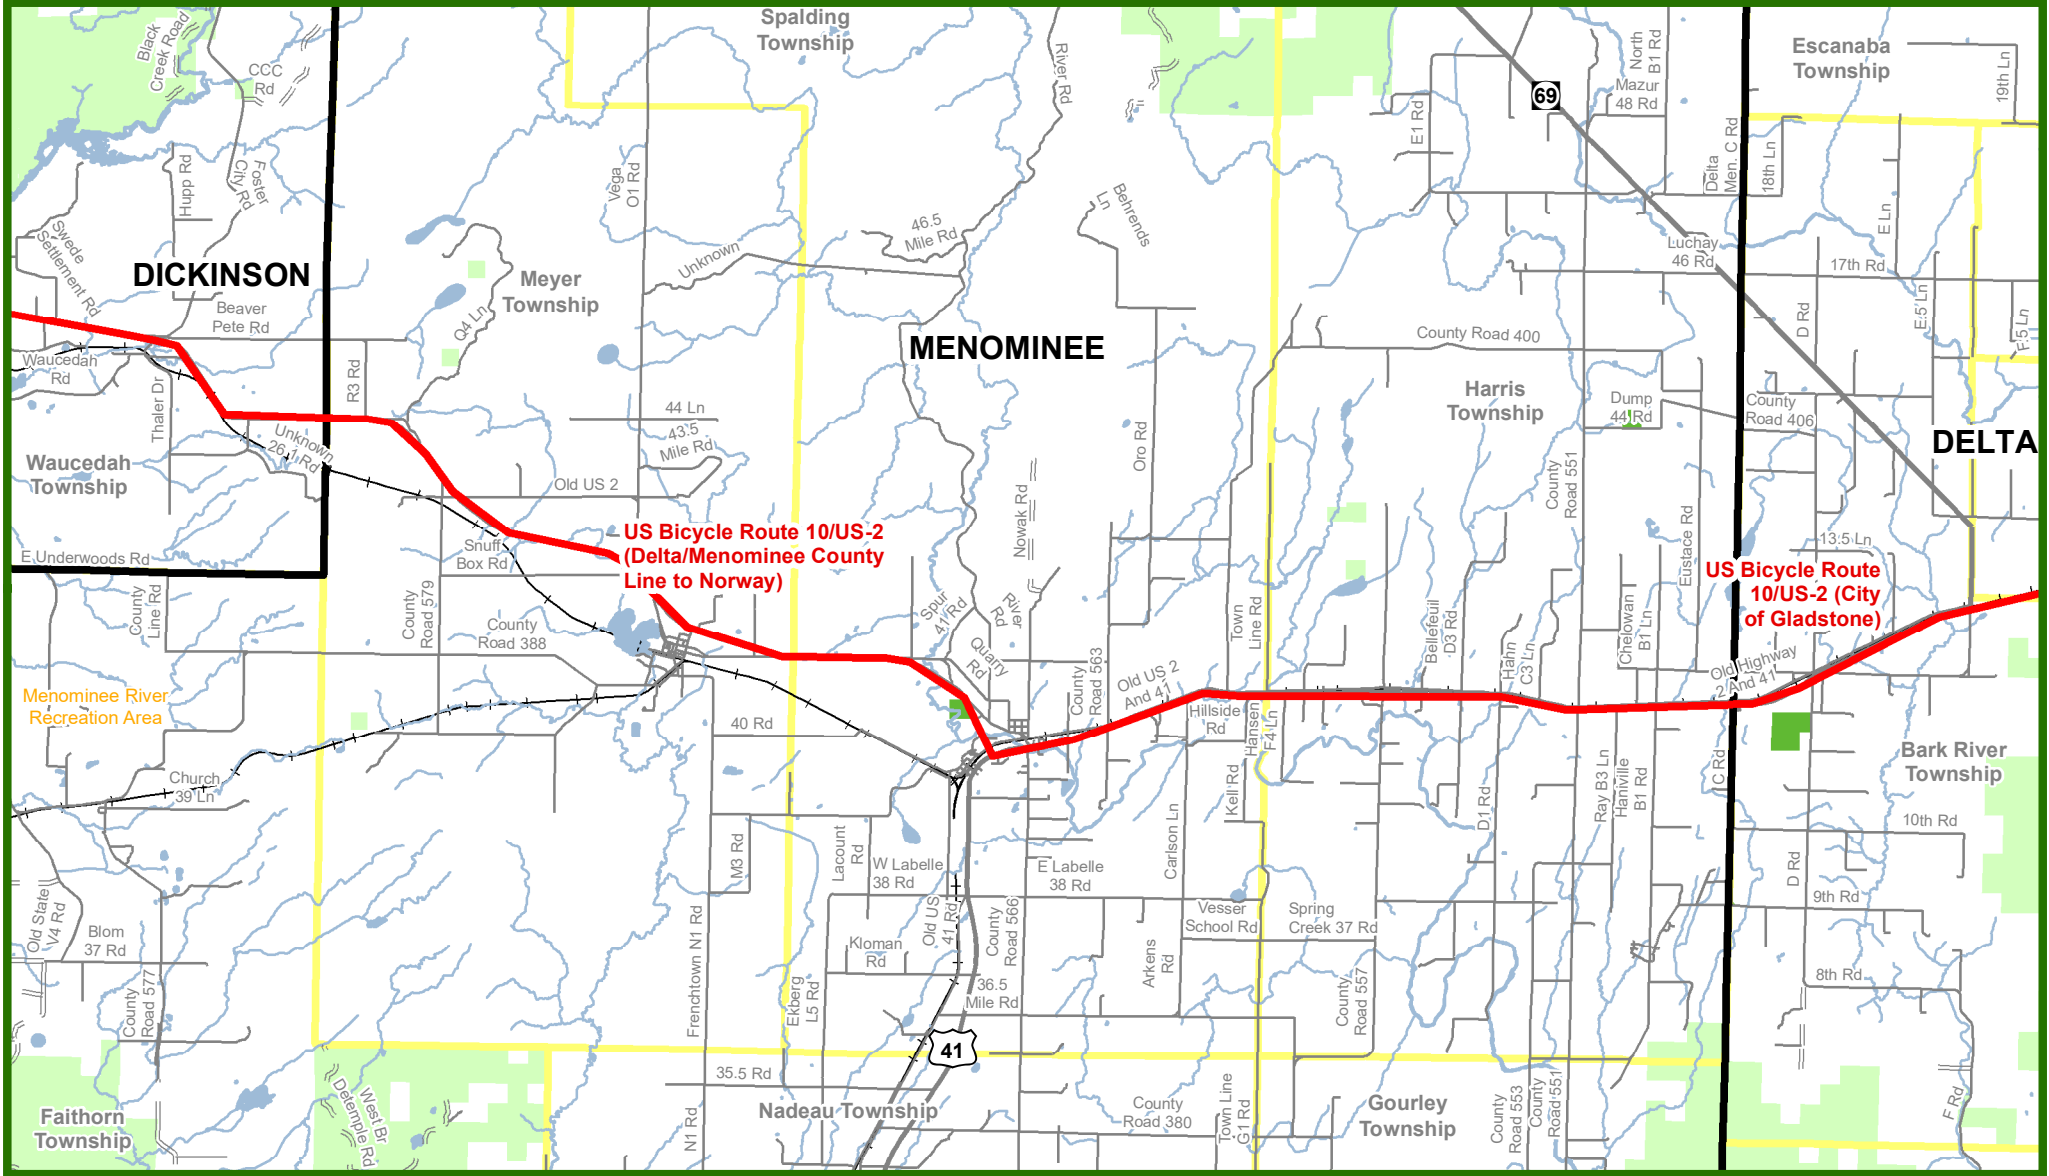 Spalding
Township
Black
Creek Road
CCC
Rd
River Rd
69
North
B1 Rd
Mazur
48 Rd
Escanaba
Township
19th Ln
E1 Rd
Delta
Men. C Rd
18th Ln
Hupp Rd
Foster
City Rd
Vega
O1 Rd
Behrends
Ln
E Ln
Swede
Settlement Rd
46.5
Mile Rd
Unknown
Luchay
46 Rd
17th Rd
DICKINSON
Meyer
Township
Beaver
Pete Rd
Q4 Ln
MENOMINEE
County Road 400
D Rd
E.5 Ln
F.5 Ln
Waucedah
Rd
Thaler Dr
R3 Rd
44 Ln
43.5
Mile Rd
Oro Rd
Harris
Township
Dump
44 Rd
County
Road 406
DELTA
Unknown
26.1 Rd
Waucedah
Township
Old US 2
Nowak Rd
County
Road 551
Eustace Rd
US Bicycle Route 10/US-2
(Delta/Menominee County
Line to Norway)
Snuff
Box Rd
E Underwoods Rd
13.5 Ln
US Bicycle Route
10/US-2 (City
of Gladstone)
County
Line Rd
County
Road 579
County
Road 388
Spur
41 Rd
River
Rd
Quarry
Rd
Town
Line Rd
Bellefeuil
D3 Rd
Hahn
C3 Ln
Chelowan
B1 Ln
County
Road 563
Old US 2
And 41
Old Highway
2 And 41
Menominee River
Recreation Area
40 Rd
Hillside
Rd
Hansen
F4 Ln
Bark River
Township
Church
39 Ln
Kell Rd
D1 Rd
Ray B3 Ln
Haniville
B1 Rd
C Rd
10th Rd
M3 Rd
Lacount
Rd
W Labelle
38 Rd
E Labelle
38 Rd
Carlson Ln
D Rd
9th Rd
Old State
V4 Rd
Blom
37 Rd
Frenchtown N1 Rd
Kloman
Rd
Old US
41 Rd
County
Road 566
Vesser
School Rd
Spring
Creek 37 Rd
Arkens
Rd
8th Rd
County
Road 577
Ekberg
L5 Rd
36.5
Mile Rd
County
Road 557
41
35.5 Rd
West Br
Detemple Rd
Faithorn
Township
N1 Rd
Nadeau Township
County
Road 380
Town Line
G1 Rd
Gourley
Township
County
Road 553
County
Road 551
F Rd